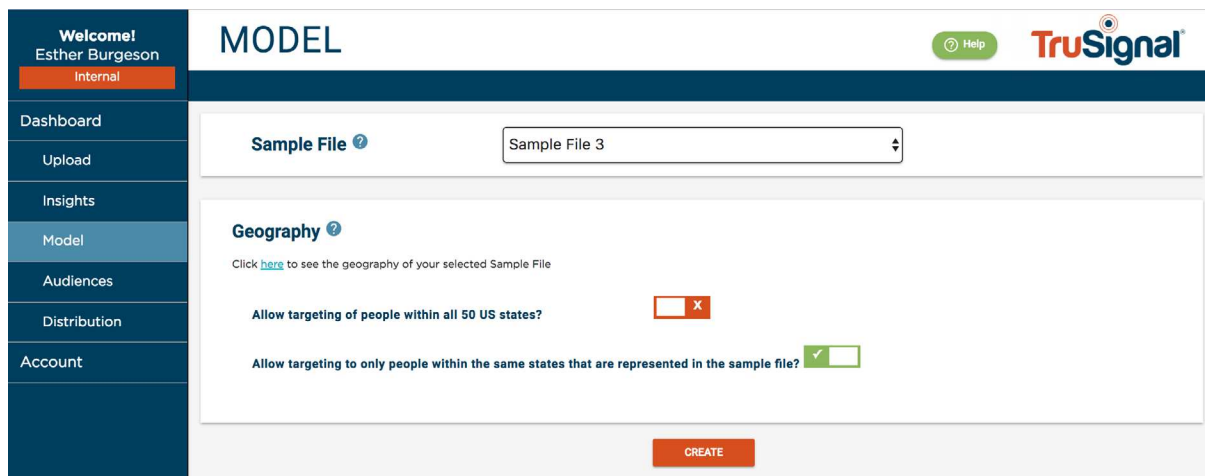 Welcome!
Esther Burgeson
Internal
Dashboard
Upload
Insights
Model
Audiences
Distribution
Account
MODEL
? Help
TruSignal®
Sample File ?
Sample File 3
Geography ?
Click here to see the geography of your selected Sample File
Allow targeting of people within all 50 US states?
X
Allow targeting to only people within the same states that are represented in the sample file?
CREATE